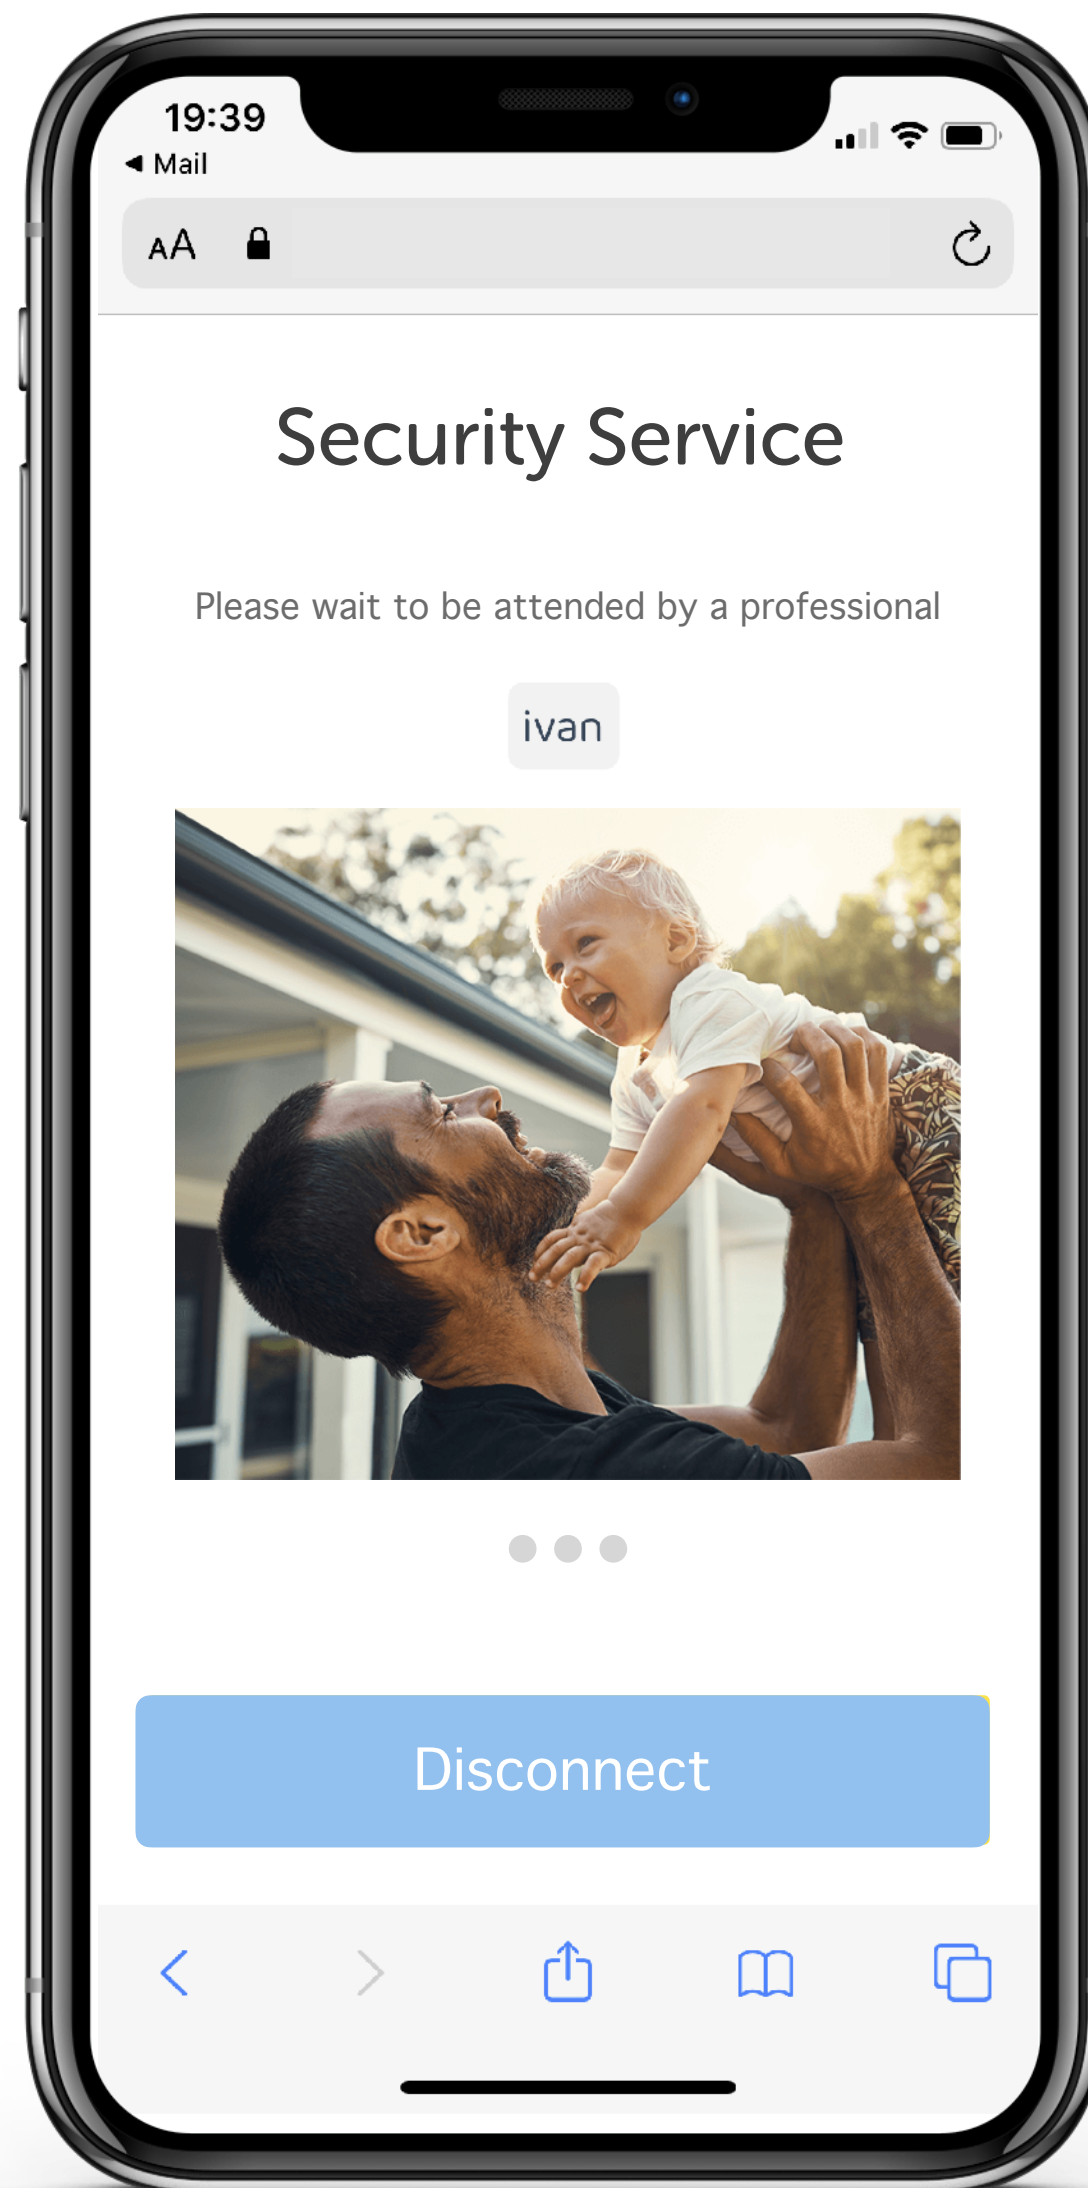 19:39
◀ Mail
AA
Security Service
Please wait to be attended by a professional
ivan
Disconnect